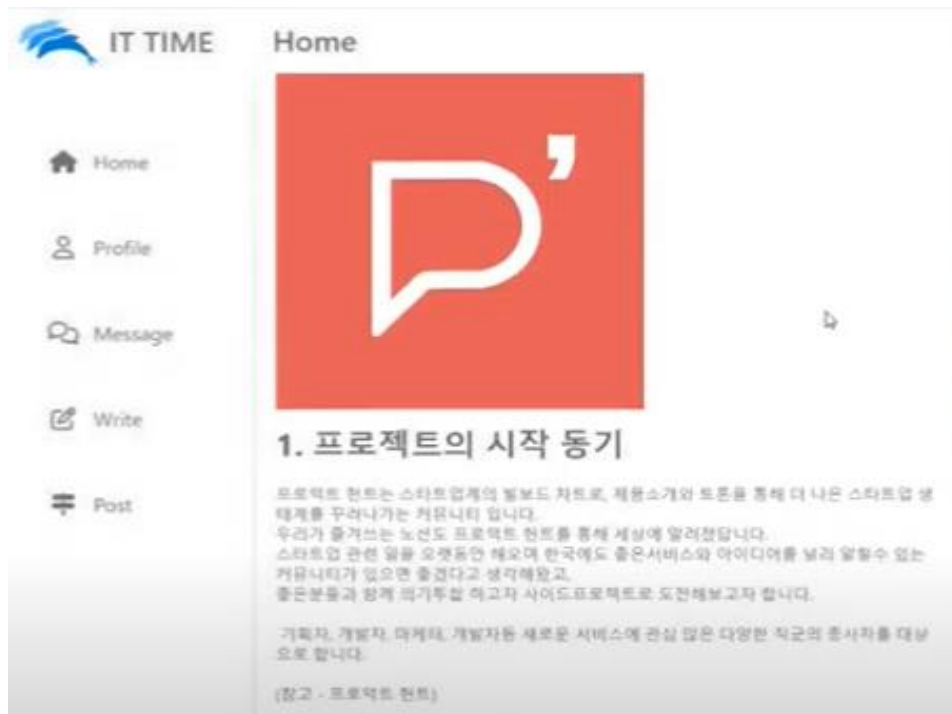 IT TIME
Home
Home
Profile
Message
Write
Post
1. 프로젝트의 시작 동기
프로덕트 헌트는 스타트업계의 빌보드 차트로, 제품소개와 토론을 통해 더 나은 스타트업 생
태계를 꾸려나가는 커뮤니티 입니다.
우리가 즐겨쓰는 노션도 프로덕트 헌트를 통해 세상에 알려졌답니다.
스타트업 관련 일을 오랫동안 해오며 한국에도 좋은서비스와 아이디어를 널리 알릴수 있는
커뮤니티가 있으면 좋겠다고 생각해왔고,
좋은분들과 함께 의기투합 하고자 사이드프로젝트로 도전해보고자 합니다.
기획자, 개발자, 마케터, 개발자등 새로운 서비스에 관심 많은 다양한 직군의 종사자를 대상
으로 합니다.
(참고 - 프로덕트 헌트)